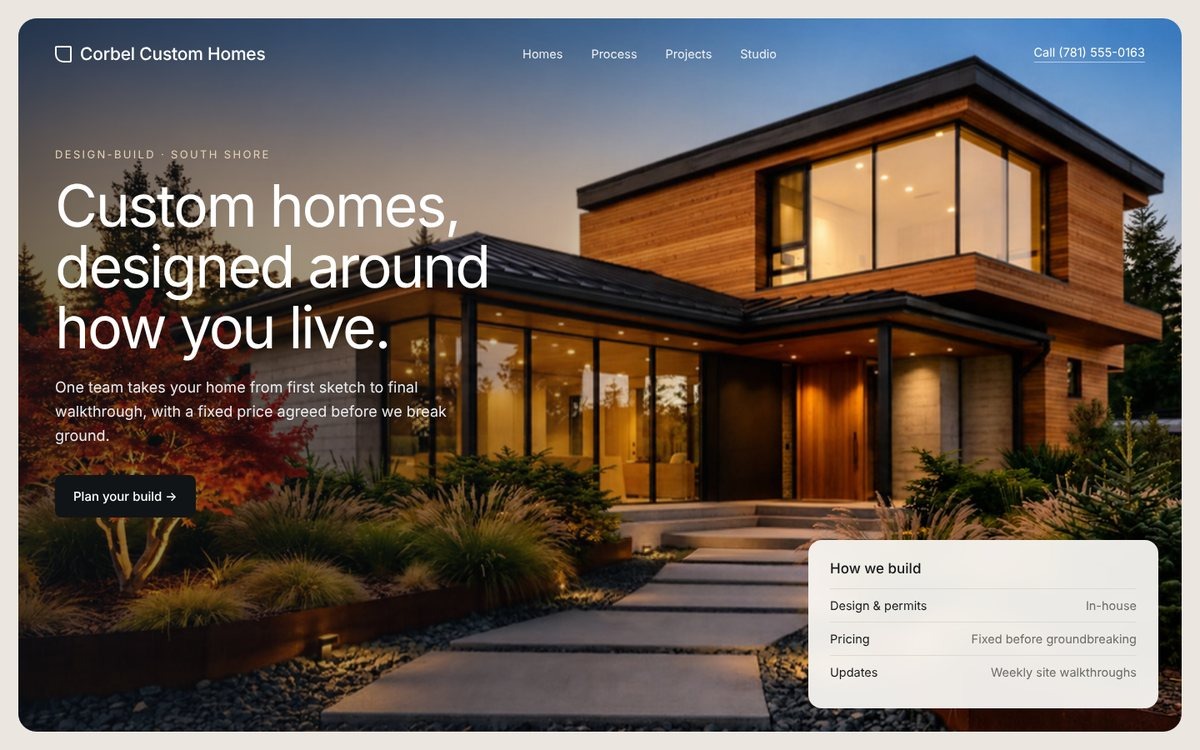 Corbel Custom Homes
Homes Process Projects Studio
Call (781) 555-0163
DESIGN-BUILD · SOUTH SHORE
Custom homes,
designed around
how you live.
One team takes your home from first sketch to final
walkthrough, with a fixed price agreed before we break
ground.
Plan your build →
How we build
Design & permits In-house
Pricing Fixed before groundbreaking
Updates Weekly site walkthroughs